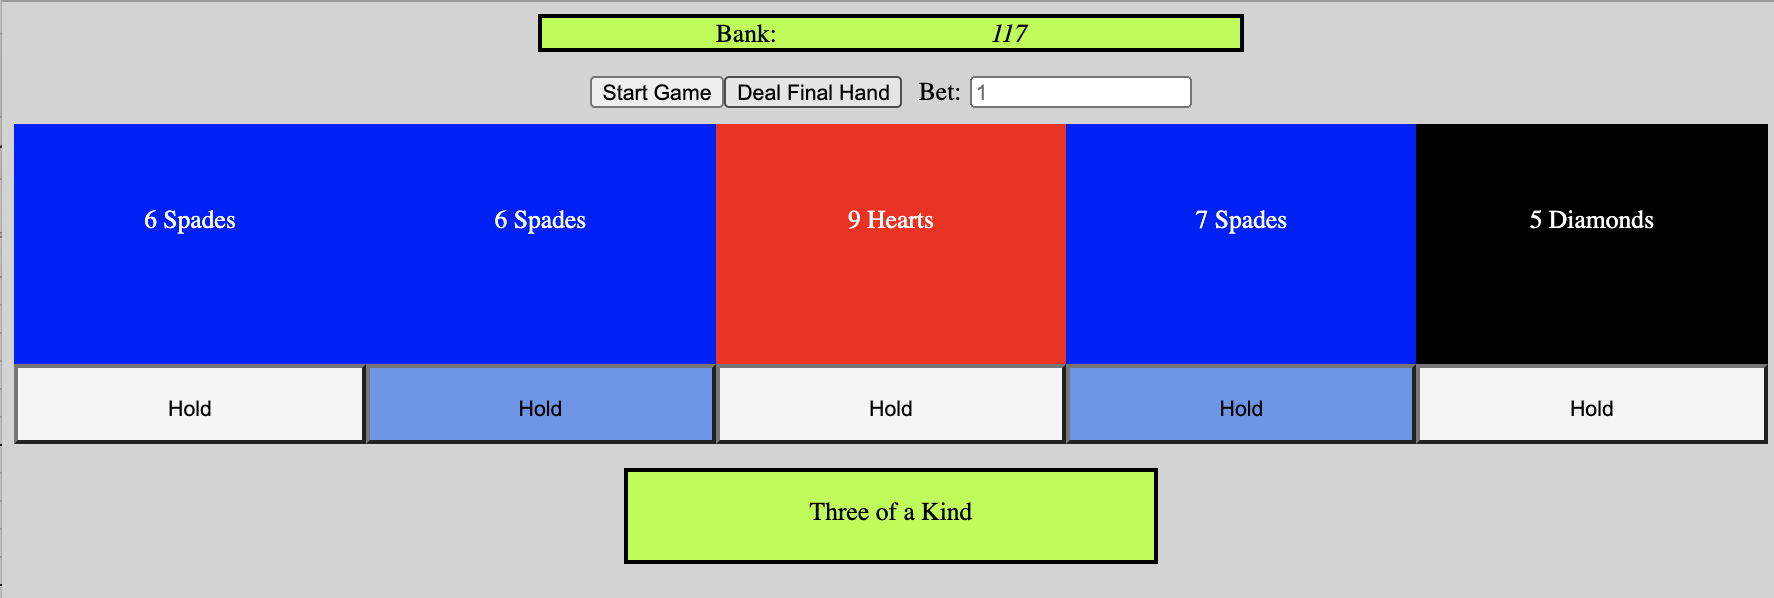 Bank: 117
Start Game Deal Final Hand Bet: 1
6 Spades 6 Spades 9 Hearts 7 Spades 5 Diamonds
Hold Hold Hold Hold Hold
Three of a Kind